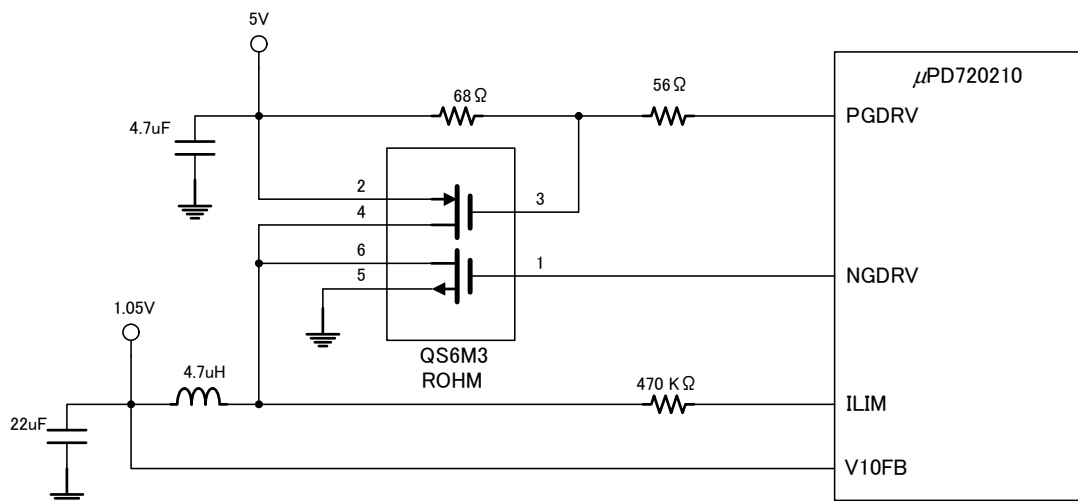 5V
μPD720210
68Ω
56Ω
PGDRV
4.7uF
2
3
4
6
1
5
NGDRV
1.05V
QS6M3
ROHM
4.7uH
470 KΩ
ILIM
22uF
V10FB